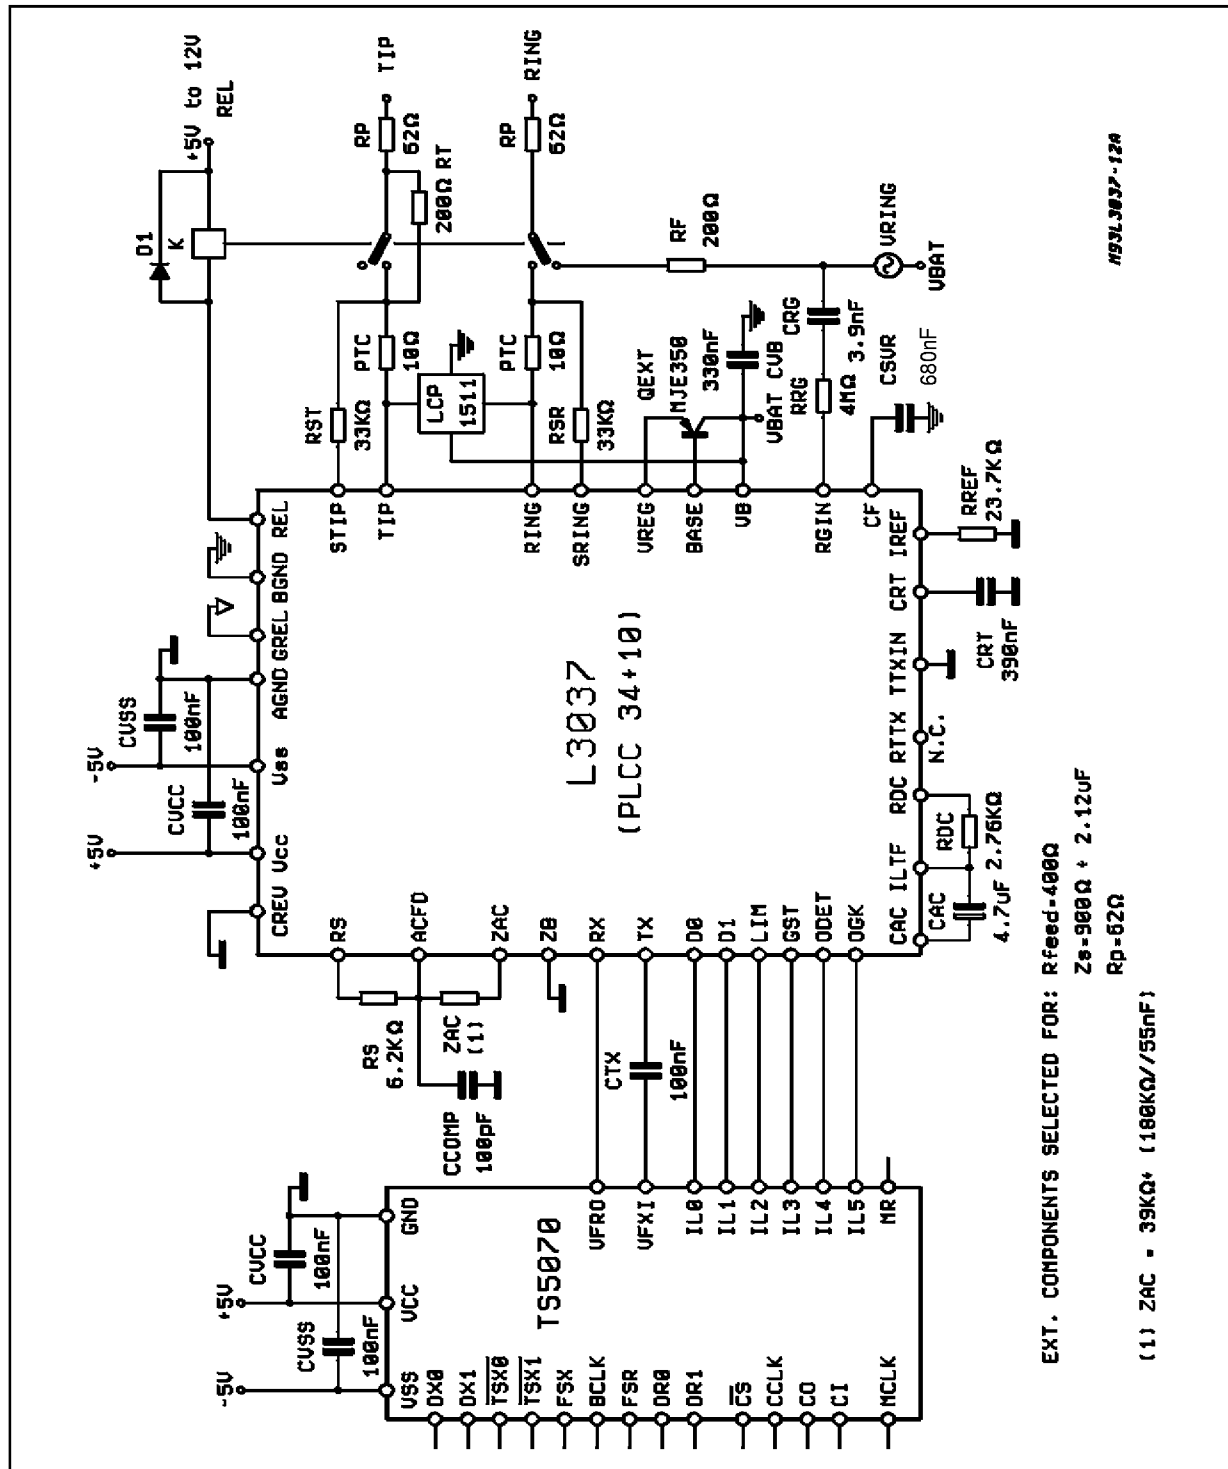 -5V
+5V
CVCC
100nF
CVSS
100nF
VSS
VCC
GND
DX0
DX1
TSX0
TSX1
FSX
BCLK
FSR
DR0
DR1
CS
CCLK
CO
CI
MCLK
TS5070
VFRO
VFXI
IL0
IL1
IL2
IL3
IL4
IL5
MR
CCOMP
100pF
RS
6.2KΩ
ZAC
(1)
CTX
100nF
+5V
-5V
CVCC
100nF
CVSS
100nF
CREV
Vcc
Vss
AGND
GREL
BGND
REL
RS
ACFD
ZAC
ZB
RX
TX
D0
D1
LIM
GST
ODET
OGK
L3037
(PLCC 34+10)
STIP
TIP
RING
SRING
VREG
BASE
VB
RGIN
CF
CAC
ILTF
RDC
RTTX
TTXIN
CRT
IREF
CAC
4.7uF
RDC
2.76KΩ
N.C.
CRT
390nF
RREF
23.7KΩ
D1
K
+5V to 12V
REL
RST
33KΩ
PTC
10Ω
LCP
1511
PTC
10Ω
RSR
33KΩ
200Ω RT
RP
62Ω
TIP
RP
62Ω
RING
QEXT
MJE350
330nF
VBAT CVB
RRG
4MΩ
CRG
3.9nF
RF
200Ω
VRING
VBAT
CSVR
680nF
M93L3037-12A
EXT. COMPONENTS SELECTED FOR: Rfeed=400Ω
Zs=900Ω + 2.12uF
Rp=62Ω
(1) ZAC = 39KΩ+ (180KΩ//55nF)